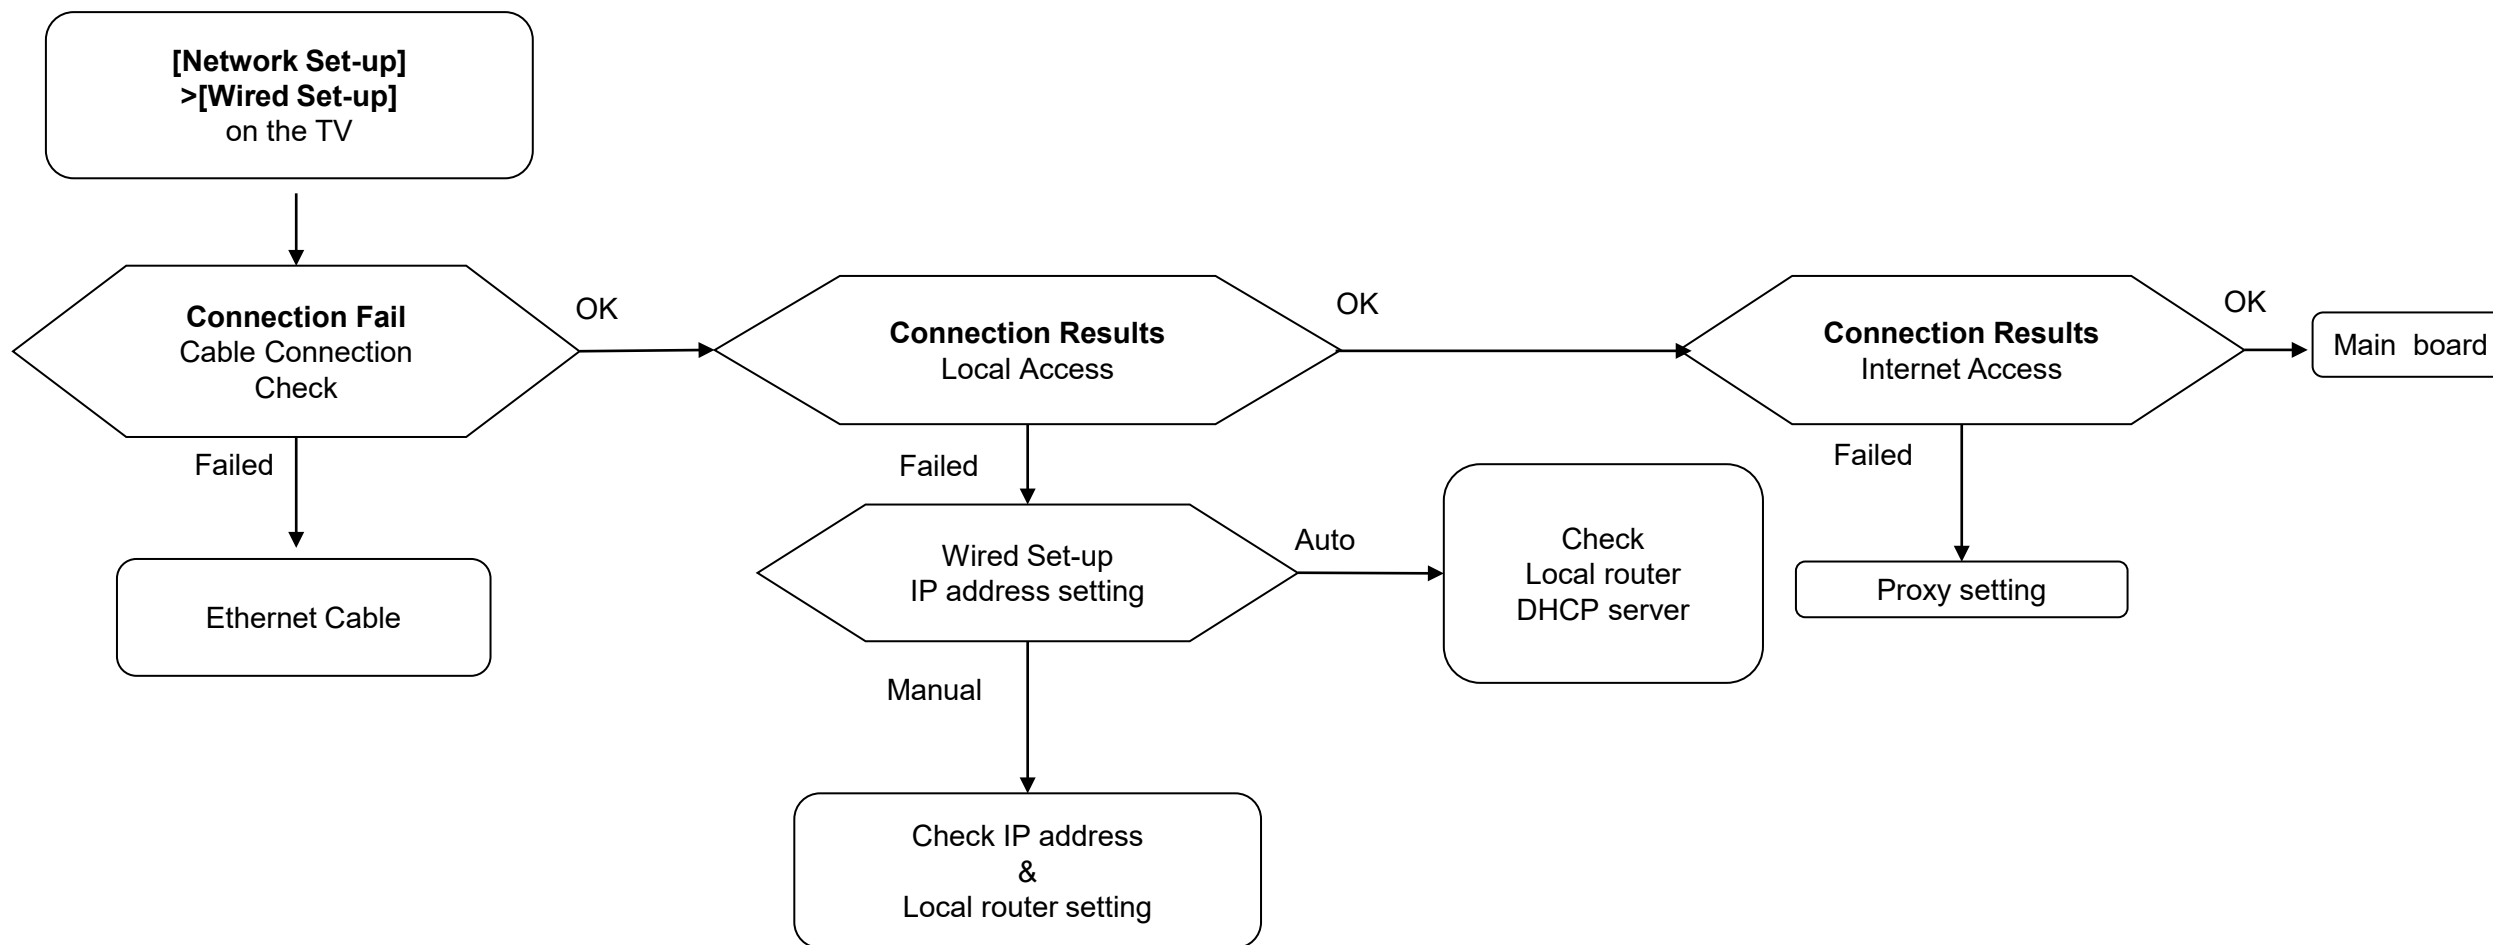 [Network Set-up]
>[Wired Set-up]
on the TV
Connection Fail
Cable Connection
Check
OK
Connection Results
Local Access
OK
Connection Results
Internet Access
OK
Main  board
Failed
Ethernet Cable
Failed
Wired Set-up
IP address setting
Auto
Check
Local router
DHCP server
Failed
Proxy setting
Manual
Check IP address
&
Local router setting